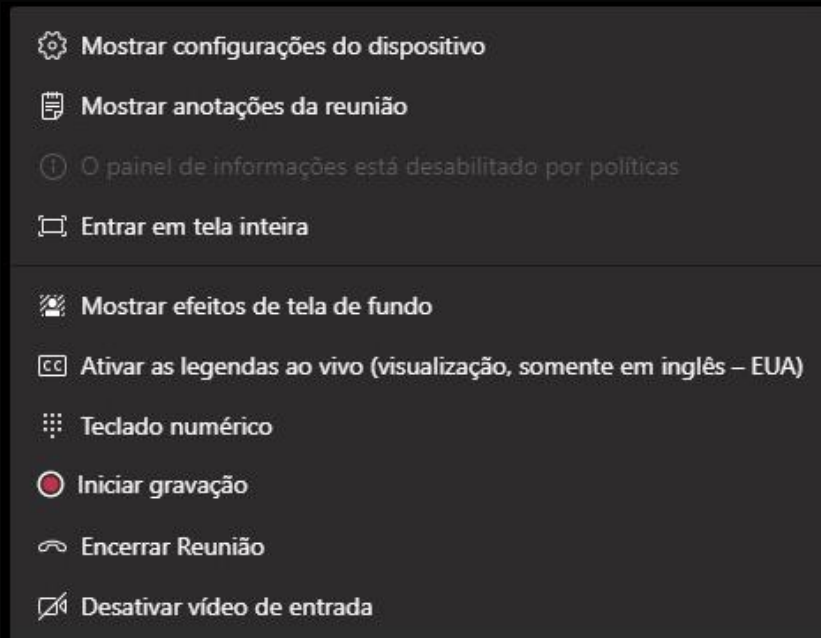 Mostrar configurações do dispositivo
Mostrar anotações da reunião
O painel de informações está desabilitado por políticas
Entrar em tela inteira
Mostrar efeitos de tela de fundo
CC Ativar as legendas ao vivo (visualização, somente em inglês – EUA)
Teclado numérico
Iniciar gravação
Encerrar Reunião
Desativar vídeo de entrada